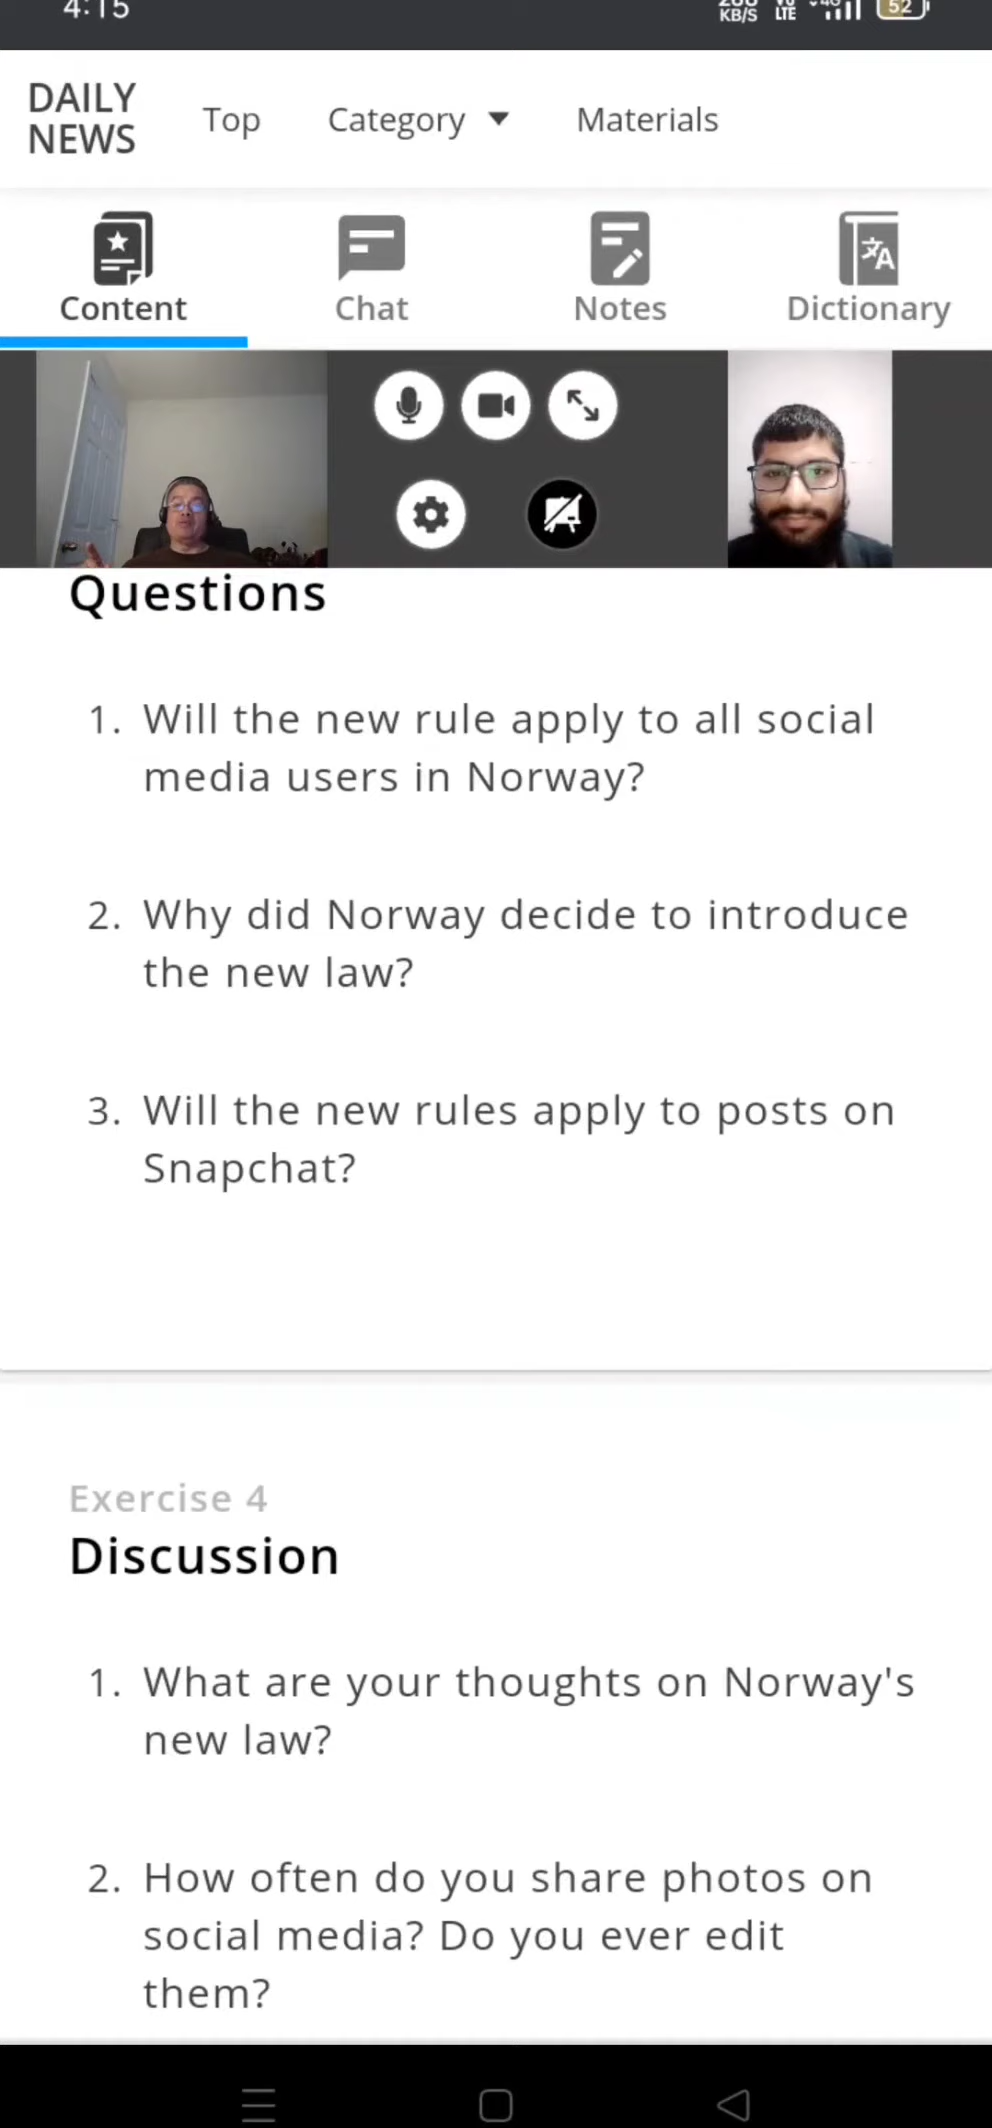 4:15
KB/S LTE 4G 52
DAILY
NEWS
Top
Category
Materials
Content
Chat
Notes
Dictionary
Questions
1. Will the new rule apply to all social
media users in Norway?
2. Why did Norway decide to introduce
the new law?
3. Will the new rules apply to posts on
Snapchat?
Exercise 4
Discussion
1. What are your thoughts on Norway's
new law?
2. How often do you share photos on
social media? Do you ever edit
them?